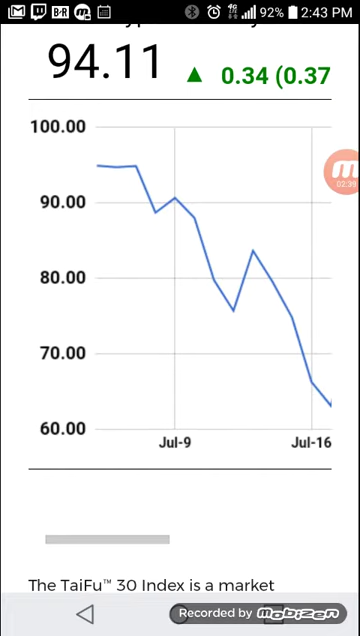 92% 2:43 PM
94.11 ▲ 0.34 (0.37
100.00
02:39
90.00
80.00
70.00
60.00
Jul-9 Jul-16
The TaiFu™ 30 Index is a market
Recorded by mobizen